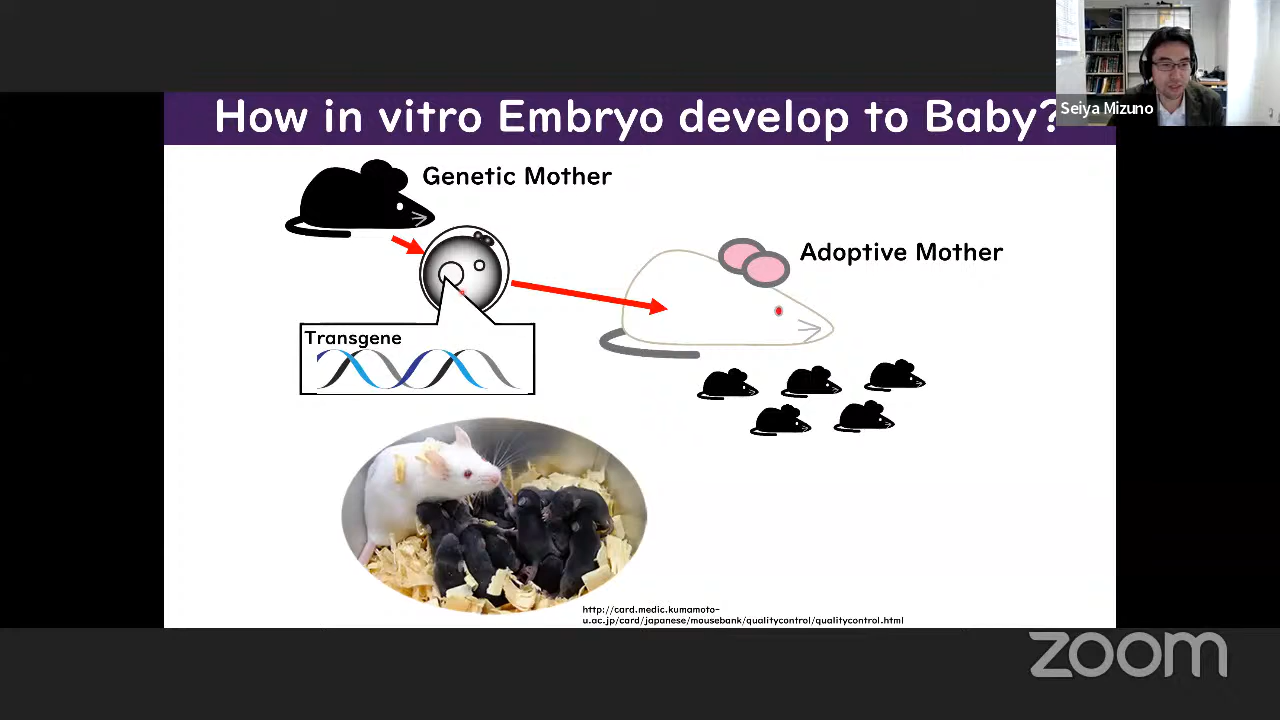 Seiya Mizuno
How in vitro Embryo develop to Baby?
Genetic Mother
Adoptive Mother
Transgene
http://card.medic.kumamoto-
u.ac.jp/card/japanese/mousebank/qualitycontrol/qualitycontrol.html
zoom